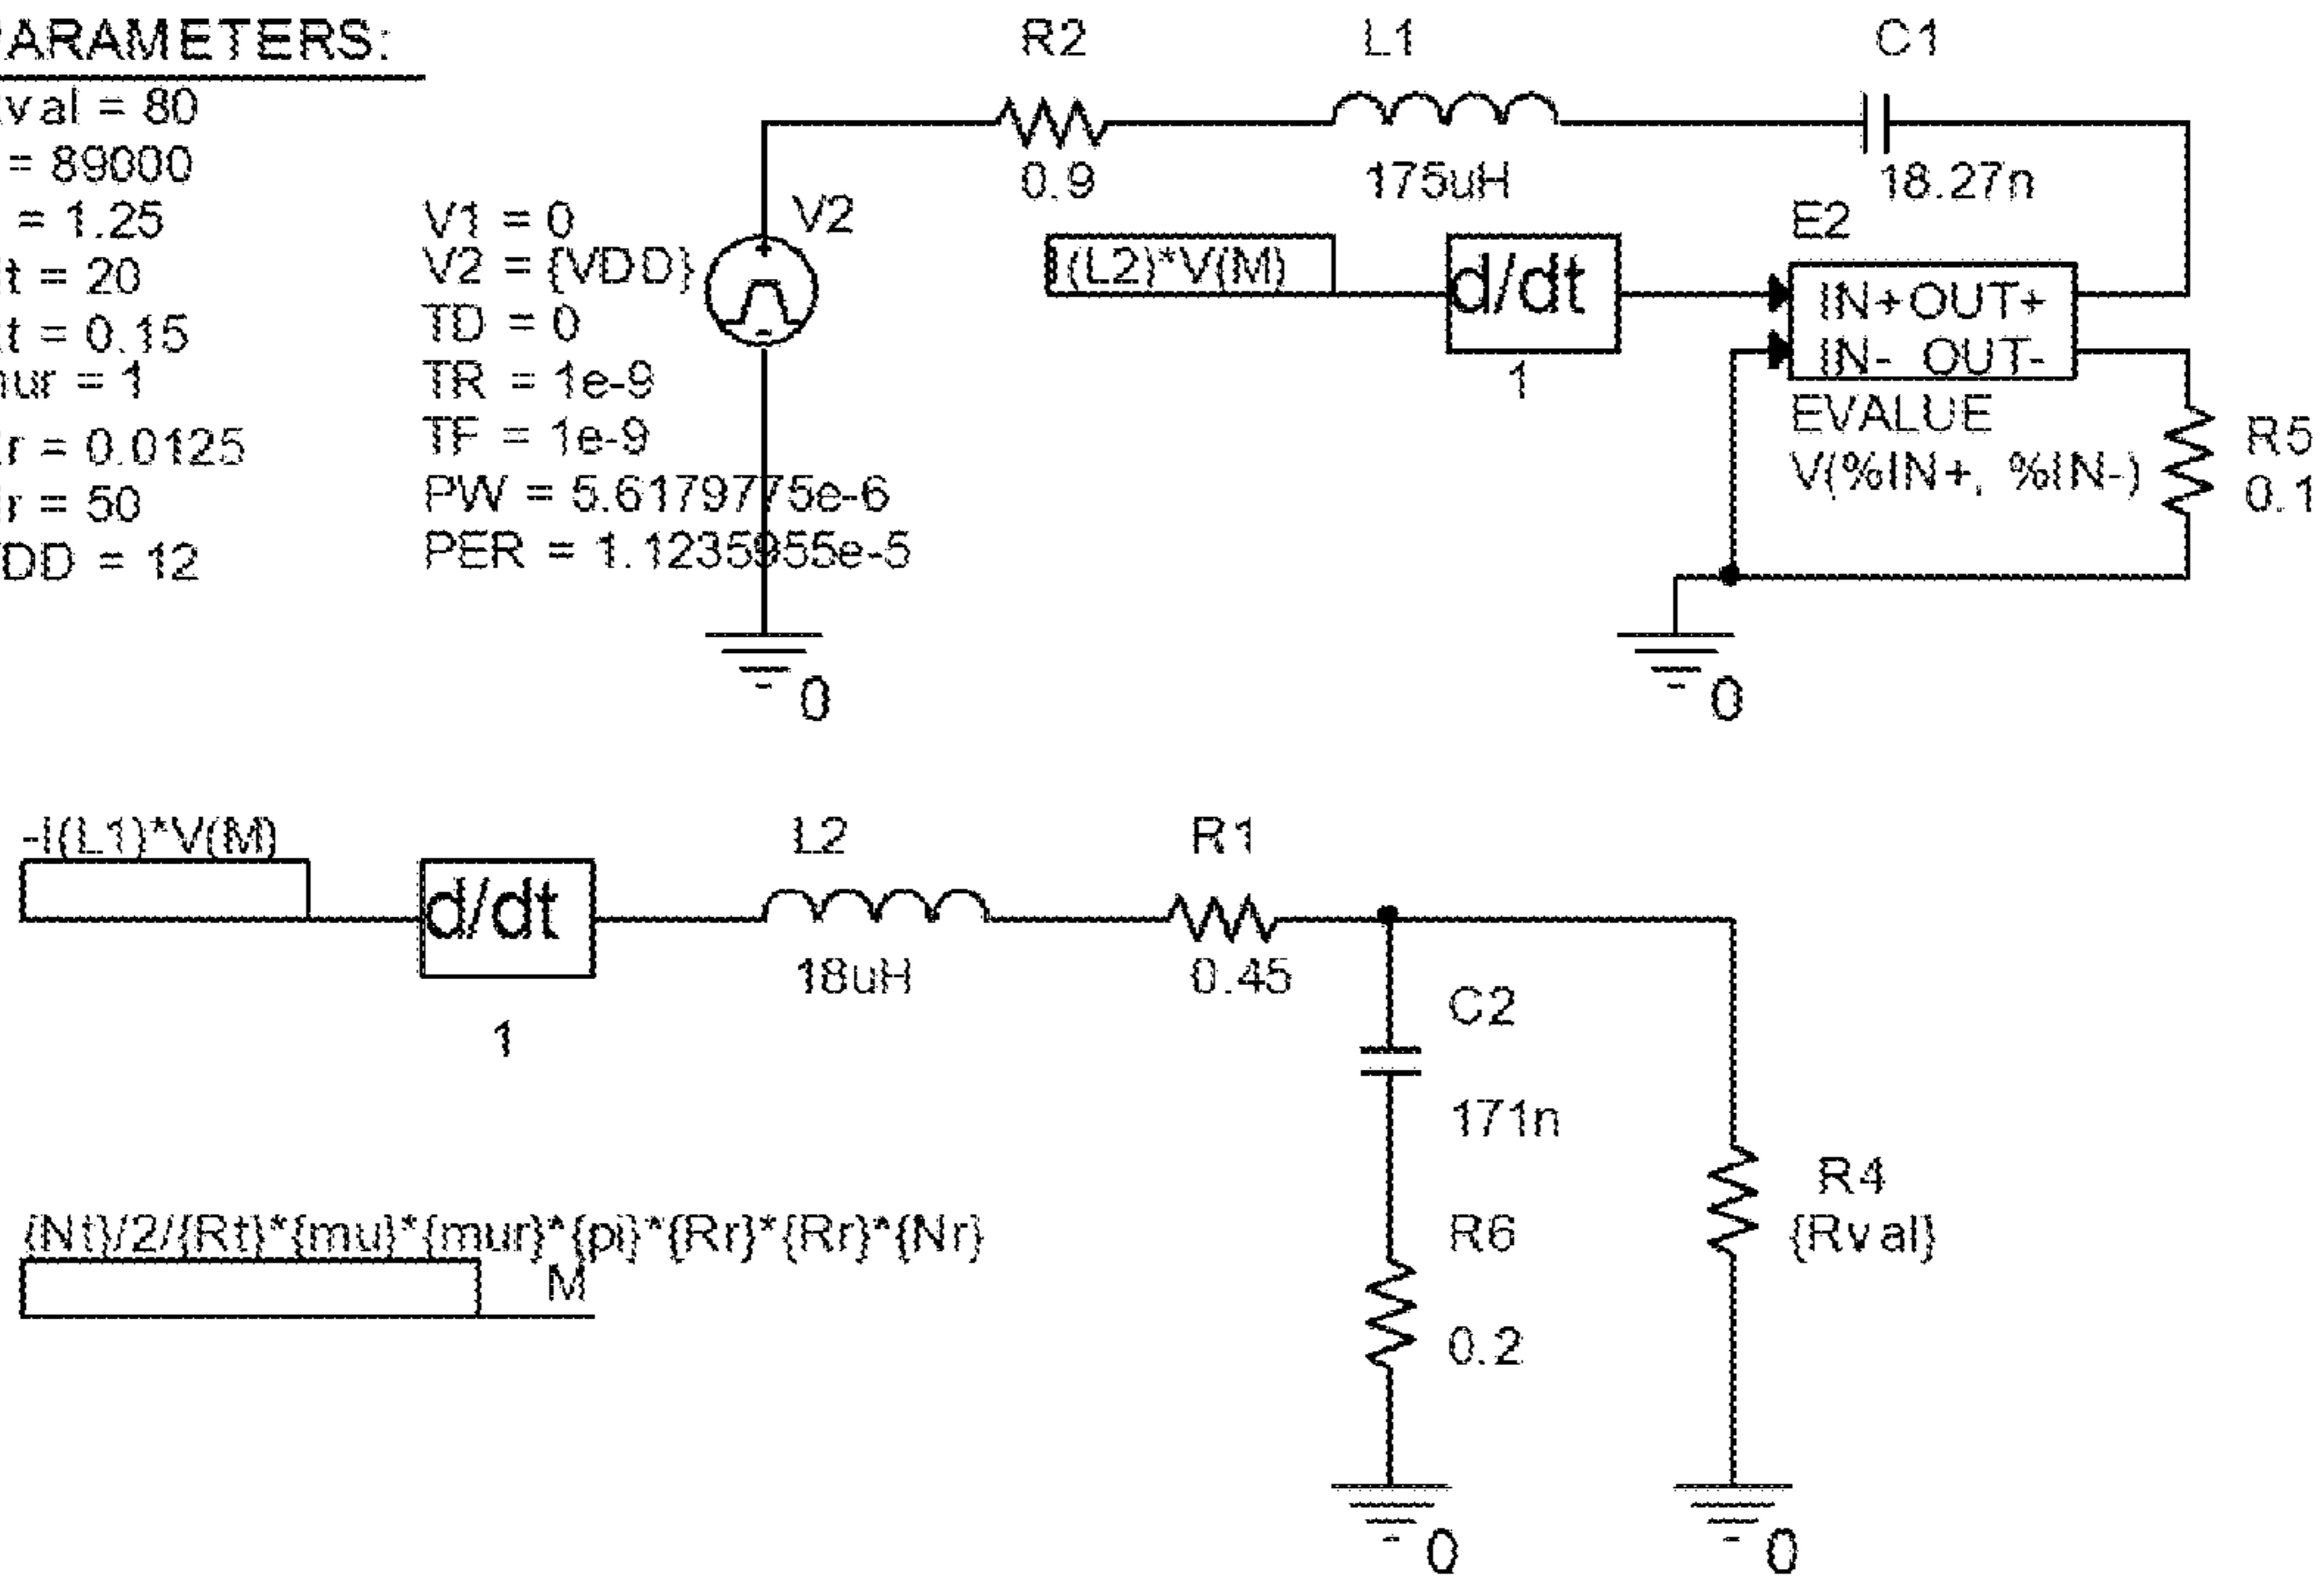 PARAMETERS:
val = 80
= 89000
= 1.25
t = 20
t = 0.15
mur = 1
r = 0.0125
r = 50
VDD = 12
V1 = 0
V2 = {VDD}
TD = 0
TR = 1e-9
TF = 1e-9
PW = 5.6179775e-6
PER = 1.1235955e-5
V2
0
R2
0.9
L1
175uH
C1
18.27n
I(L2)*V(M)
d/dt
1
E2
IN+ OUT+
IN- OUT-
EVALUE
V(%IN+, %IN-)
R5
0.1
0
-I(L1)*V(M)
d/dt
1
L2
18uH
R1
0.45
C2
171n
R6
0.2
0
R4
{Rval}
0
{Nt}/2/{Rt}*{mu}*{mur}*{pi}*{Rr}*{Rr}*{Nr}
M